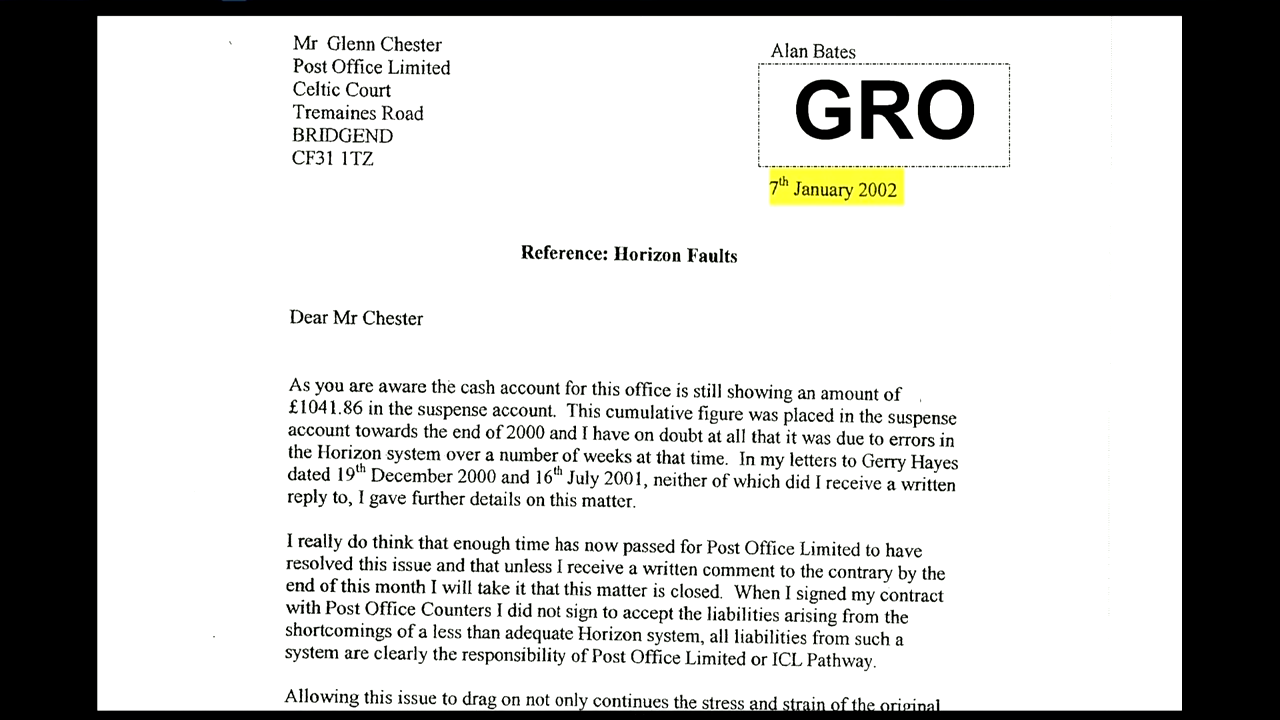 Mr Glenn Chester
Post Office Limited
Celtic Court
Tremaines Road
BRIDGEND
CF31 1TZ
Alan Bates
GRO
7th January 2002
Reference: Horizon Faults
Dear Mr Chester
As you are aware the cash account for this office is still showing an amount of
£1041.86 in the suspense account. This cumulative figure was placed in the suspense
account towards the end of 2000 and I have on doubt at all that it was due to errors in
the Horizon system over a number of weeks at that time. In my letters to Gerry Hayes
dated 19th December 2000 and 16th July 2001, neither of which did I receive a written
reply to, I gave further details on this matter.
I really do think that enough time has now passed for Post Office Limited to have
resolved this issue and that unless I receive a written comment to the contrary by the
end of this month I will take it that this matter is closed. When I signed my contract
with Post Office Counters I did not sign to accept the liabilities arising from the
shortcomings of a less than adequate Horizon system, all liabilities from such a
system are clearly the responsibility of Post Office Limited or ICL Pathway.
Allowing this issue to drag on not only continues the stress and strain of the original